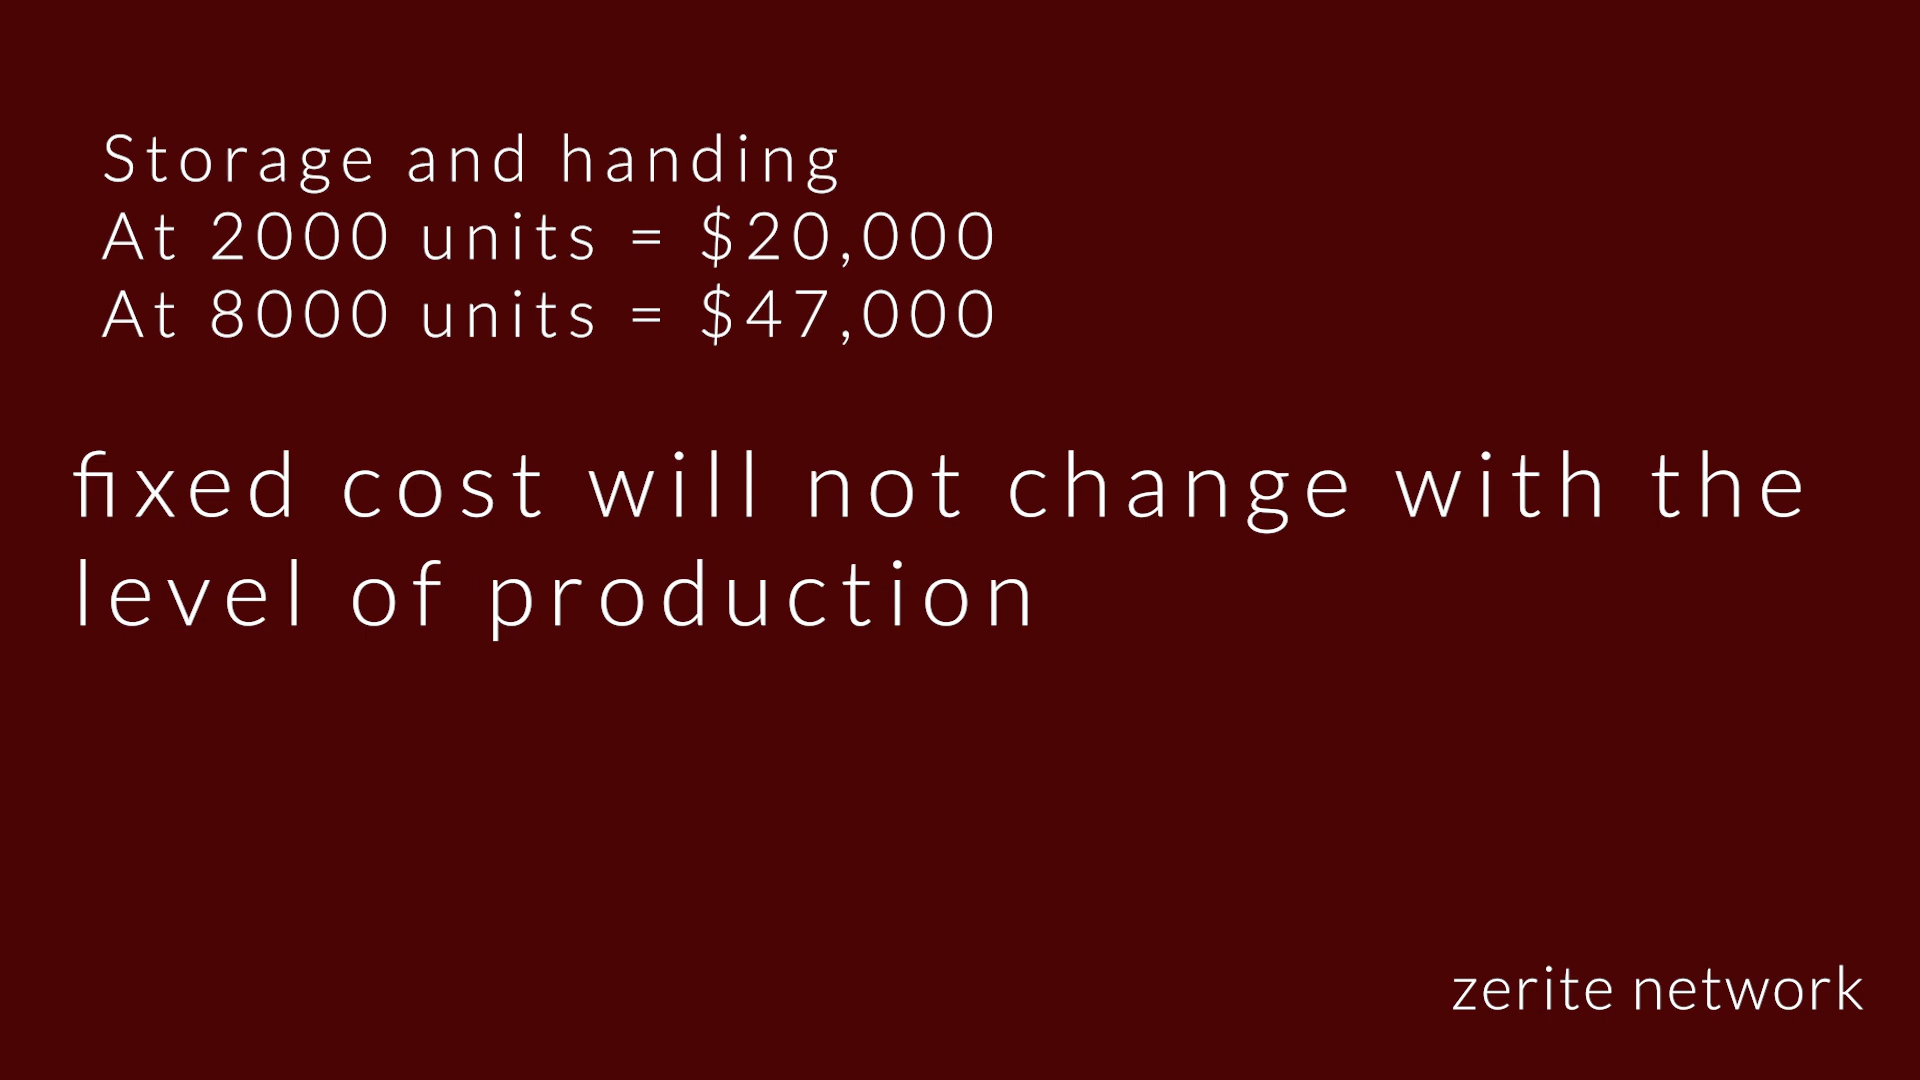 Storage and handing
At 2000 units = $20,000
At 8000 units = $47,000
fixed cost will not change with the
level of production
zerite network